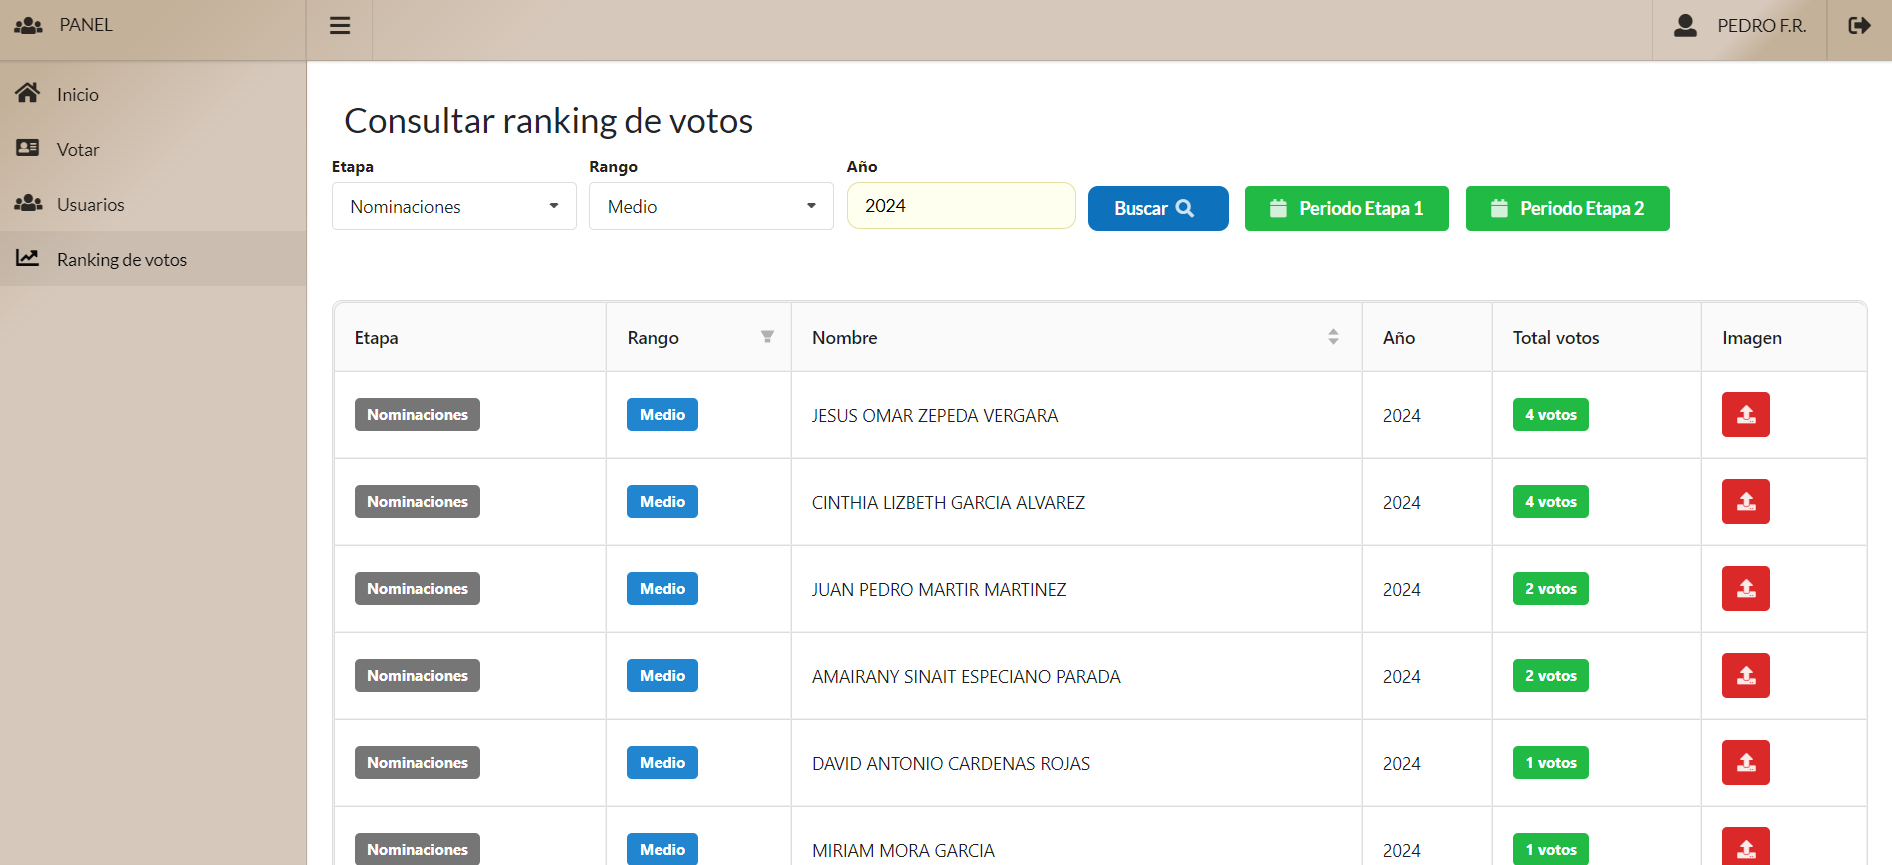 PANEL
PEDRO F.R.
Inicio
Votar
Usuarios
Ranking de votos
Consultar ranking de votos
Etapa Rango Año
Nominaciones Medio 2024 Buscar Periodo Etapa 1 Periodo Etapa 2
Etapa Rango Nombre Año Total votos Imagen
Nominaciones Medio JESUS OMAR ZEPEDA VERGARA 2024 4 votos
Nominaciones Medio CINTHIA LIZBETH GARCIA ALVAREZ 2024 4 votos
Nominaciones Medio JUAN PEDRO MARTIR MARTINEZ 2024 2 votos
Nominaciones Medio AMAIRANY SINAIT ESPECIANO PARADA 2024 2 votos
Nominaciones Medio DAVID ANTONIO CARDENAS ROJAS 2024 1 votos
Nominaciones Medio MIRIAM MORA GARCIA 2024 1 votos